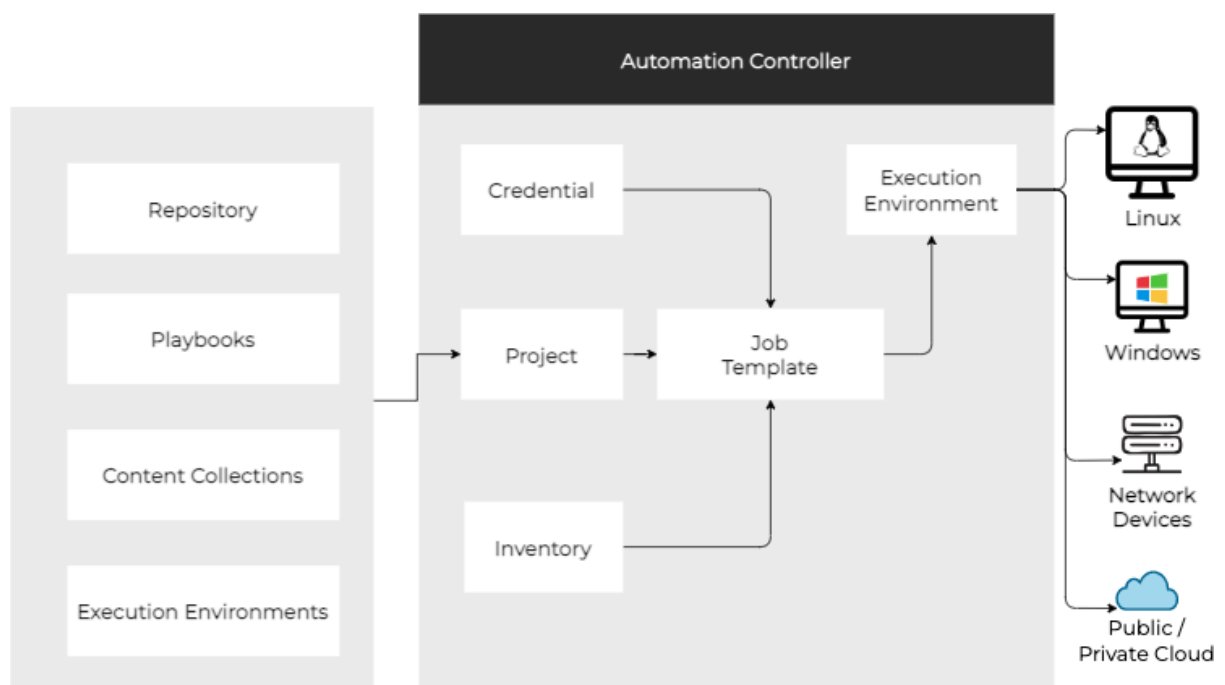 Automation Controller
Repository
Playbooks
Content Collections
Execution Environments
Credential
Project
Inventory
Job
Template
Execution
Environment
Linux
Windows
Network
Devices
Public /
Private Cloud